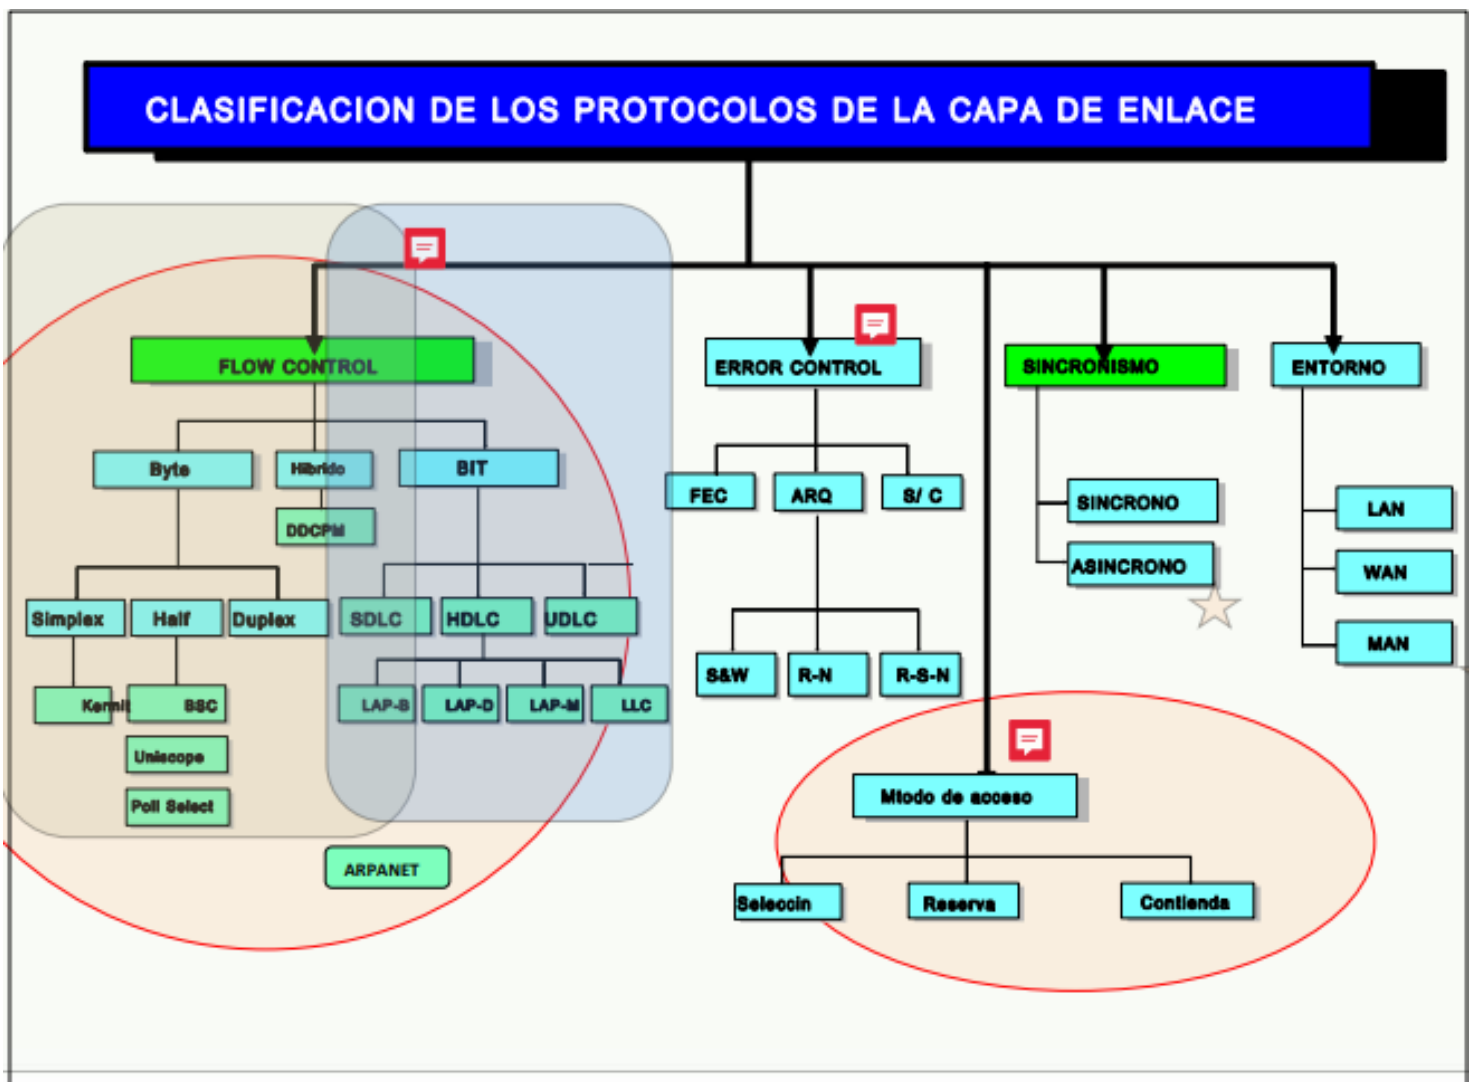 CLASIFICACION DE LOS PROTOCOLOS DE LA CAPA DE ENLACE
FLOW CONTROL
ERROR CONTROL
SINCRONISMO
ENTORNO
Byte
Hibrido
BIT
DDCPM
FEC
ARQ
S/ C
SINCRONO
ASINCRONO
LAN
WAN
MAN
Simplex
Half
Duplex
SDLC
HDLC
UDLC
S&W
R-N
R-S-N
Kermit
BSC
LAP-B
LAP-D
LAP-M
LLC
Uniscope
Poll Select
Mtodo de acceso
ARPANET
Seleccin
Reserva
Contienda